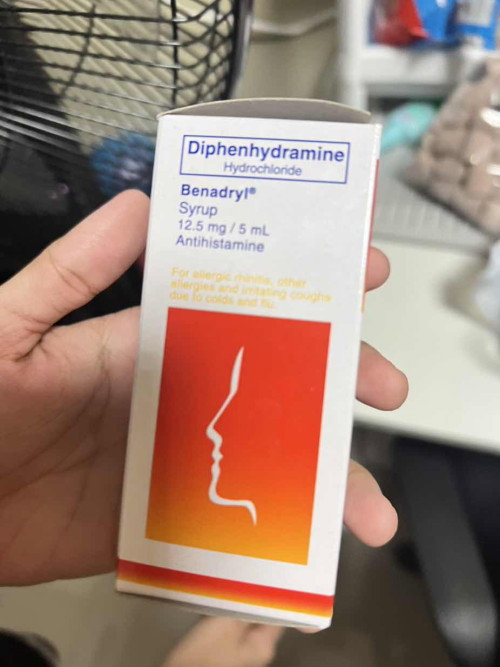 Diphenhydramine
Hydrochloride
Benadryl®
Syrup
12.5 mg / 5 mL
Antihistamine
For allergic rhinitis, other
allergies and irritating coughs
due to colds and flu.